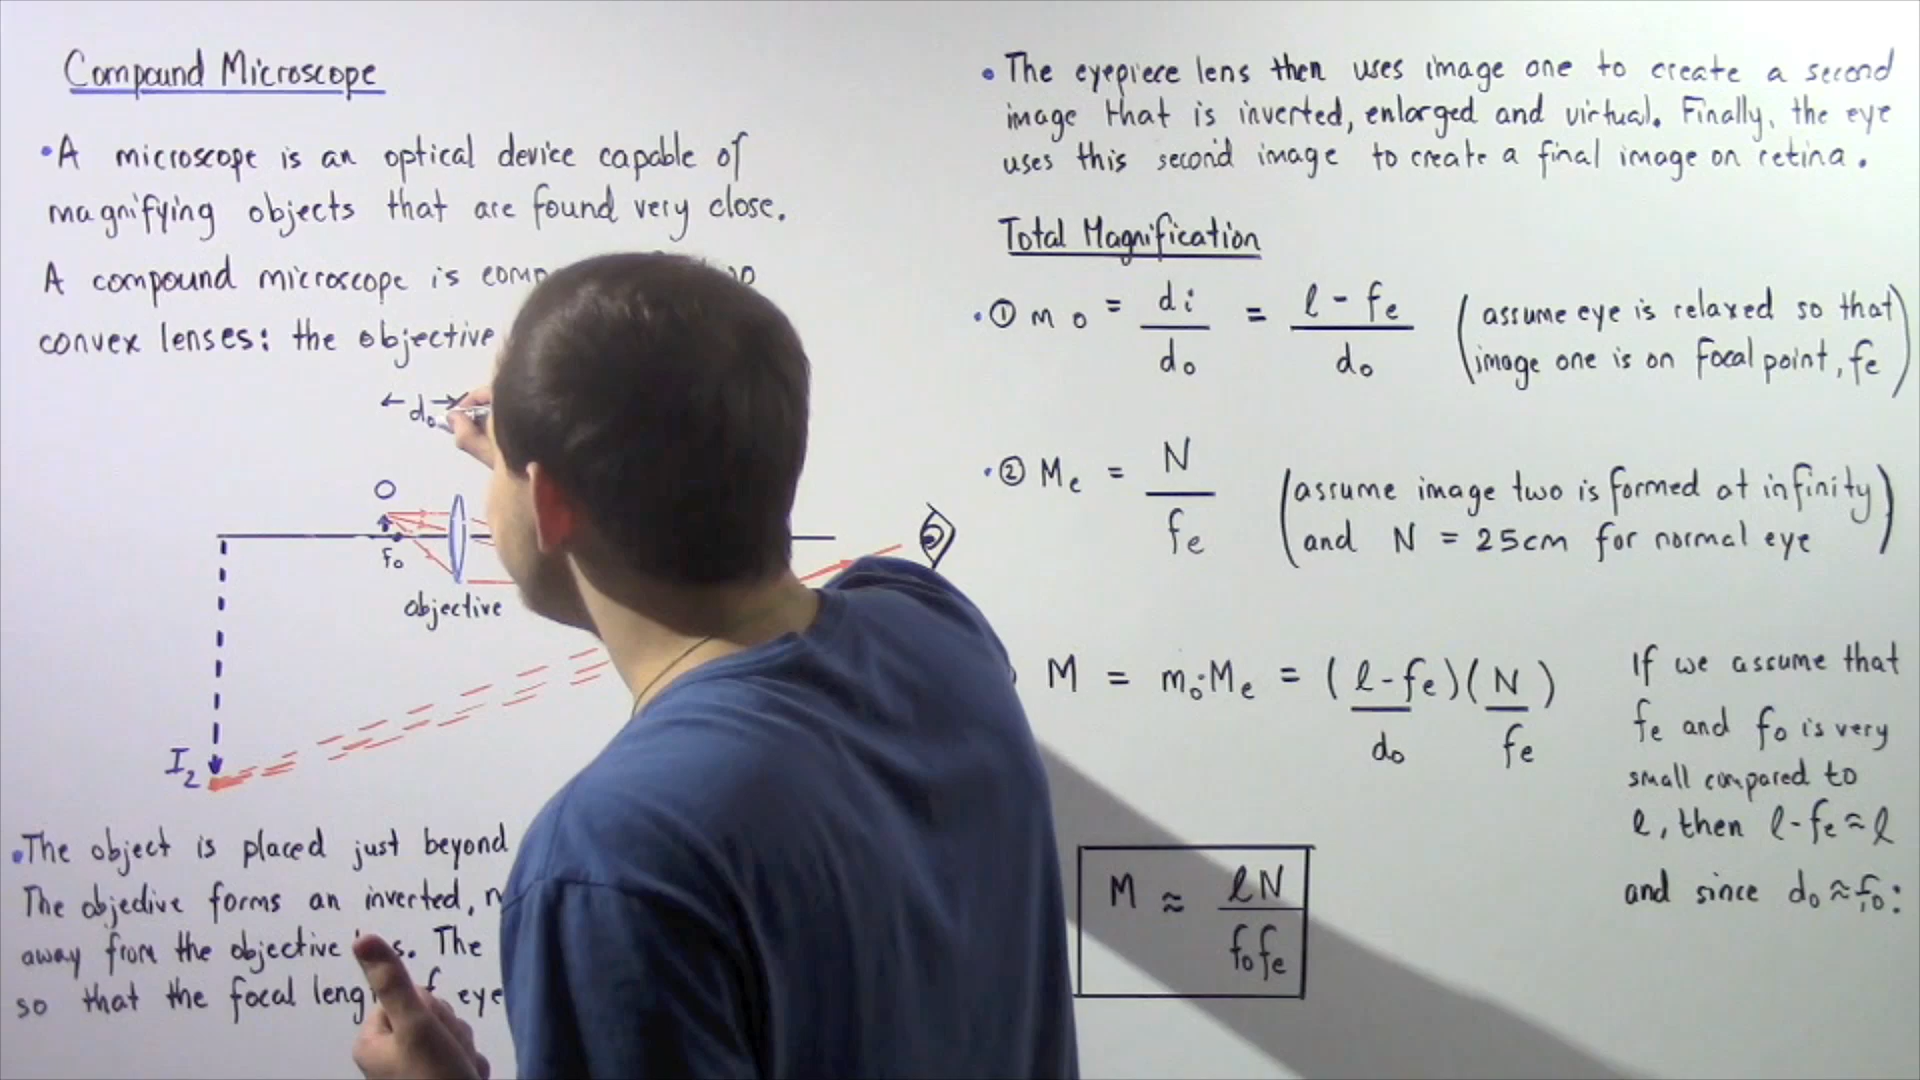 Compound Microscope
• A microscope is an optical device capable of
magnifying objects that are found very close.
A compound microscope is
convex lenses: the objective
← do →
O
fo
objective
I2
• The object is placed just beyond
The objective forms an inverted,
away from the objective The
so that the focal eye
• The eyepiece lens then uses image one to create a second
image that is inverted, enlarged and virtual. Finally, the eye
uses this second image to create a final image on retina.
Total Magnification
• ① mo = di/do = l - fe/do (assume eye is relaxed so that
image one is on focal point, fe)
• ② Me = N/fe (assume image two is formed at infinity
and N = 25cm for normal eye)
M = mo·Me = (l-fe)(N)/do fe
If we assume that
fe and fo is very
small compared to
l, then l-fe≈l
and since do≈fo:
M ≈ lN/fofe